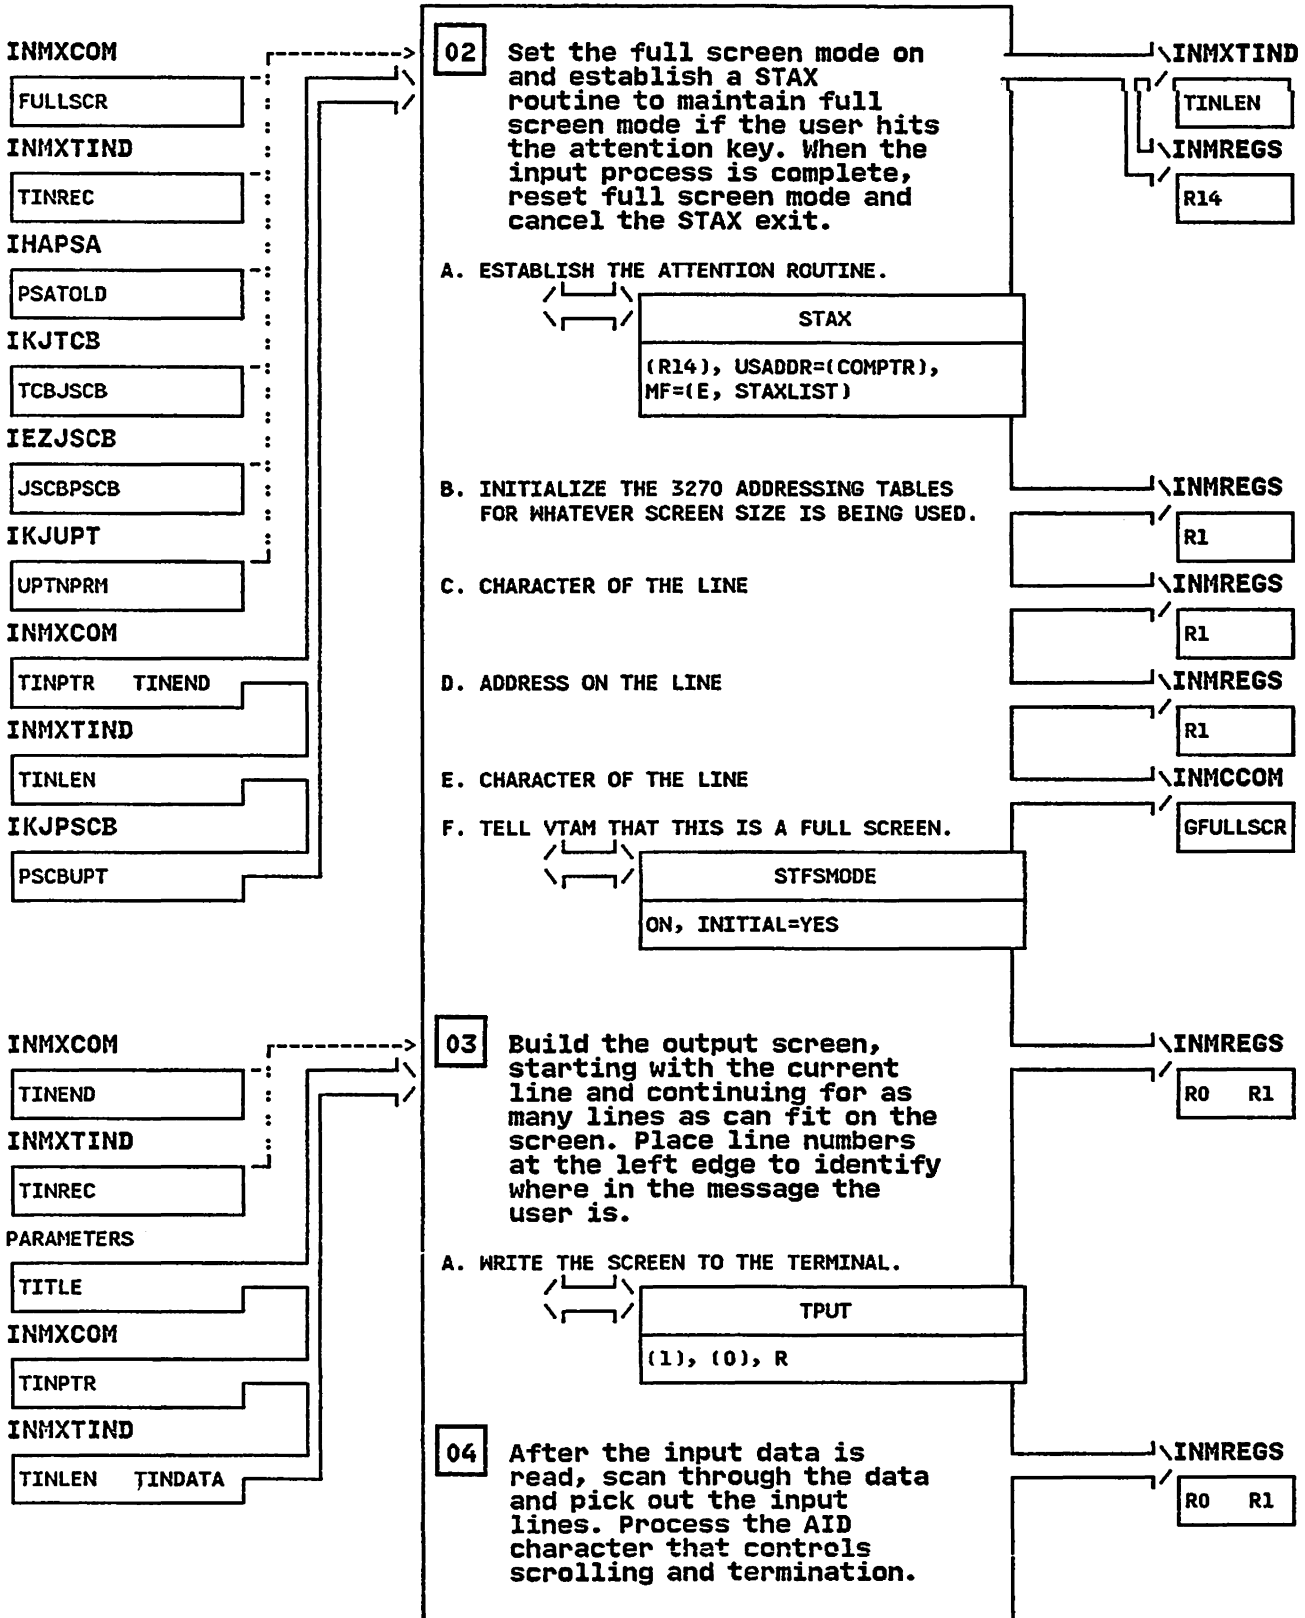 INMXCOM
FULLSCR
INMXTIND
TINREC
IHAPSA
PSATOLD
IKJTCB
TCBJSCB
IEZJSCB
JSCBPSCB
IKJUPT
UPTNPRM
INMXCOM
TINPTR TINEND
INMXTIND
TINLEN
IKJPSCB
PSCBUPT
02 Set the full screen mode on
and establish a STAX
routine to maintain full
screen mode if the user hits
the attention key. When the
input process is complete,
reset full screen mode and
cancel the STAX exit.
A. ESTABLISH THE ATTENTION ROUTINE.
STAX
(R14), USADDR=(COMPTR),
MF=(E, STAXLIST)
B. INITIALIZE THE 3270 ADDRESSING TABLES
FOR WHATEVER SCREEN SIZE IS BEING USED.
C. CHARACTER OF THE LINE
D. ADDRESS ON THE LINE
E. CHARACTER OF THE LINE
F. TELL VTAM THAT THIS IS A FULL SCREEN.
STFSMODE
ON, INITIAL=YES
INMXTIND
TINLEN
INMREGS
R14
INMREGS
R1
INMREGS
R1
INMREGS
R1
INMCCOM
GFULLSCR
INMXCOM
TINEND
INMXTIND
TINREC
PARAMETERS
TITLE
INMXCOM
TINPTR
INMXTIND
TINLEN TINDATA
03 Build the output screen,
starting with the current
line and continuing for as
many lines as can fit on the
screen. Place line numbers
at the left edge to identify
where in the message the
user is.
A. WRITE THE SCREEN TO THE TERMINAL.
TPUT
(1), (0), R
INMREGS
R0 R1
04 After the input data is
read, scan through the data
and pick out the input
lines. Process the AID
character that controls
scrolling and termination.
INMREGS
R0 R1